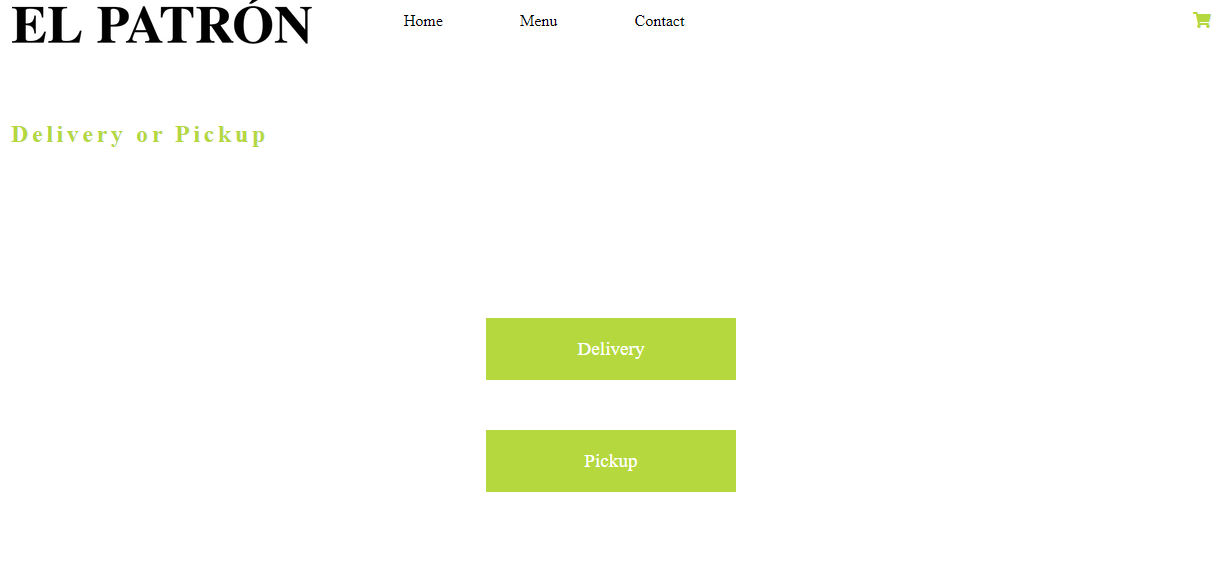 EL PATRÓN
Home Menu Contact
Delivery or Pickup
Delivery
Pickup